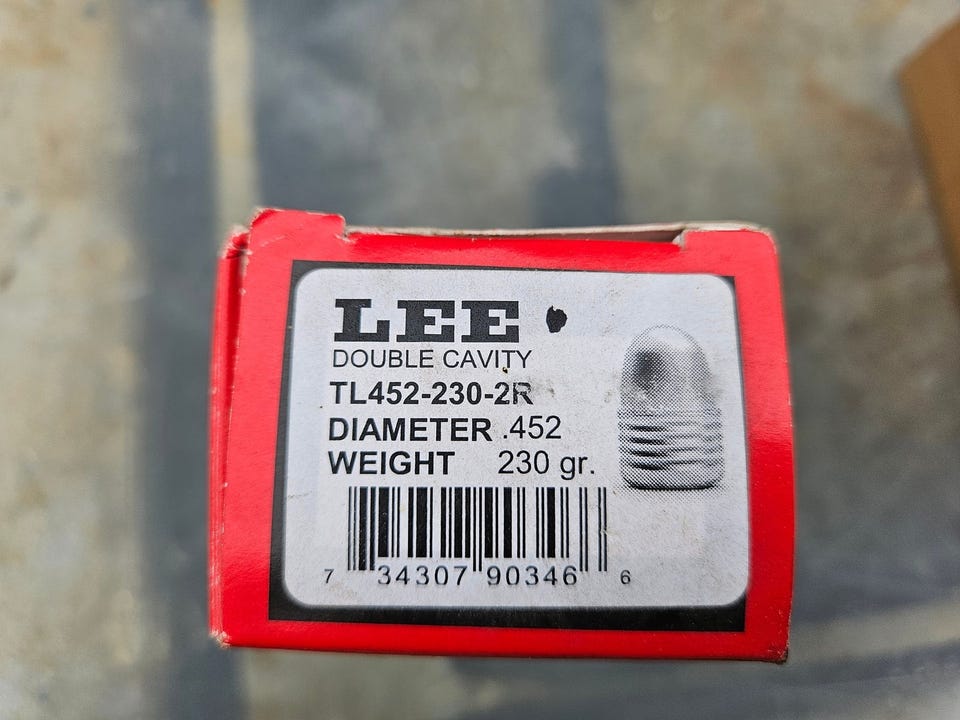 LEE
DOUBLE CAVITY
TL452-230-2R
DIAMETER .452
WEIGHT 230 gr.
7 34307 90346 6